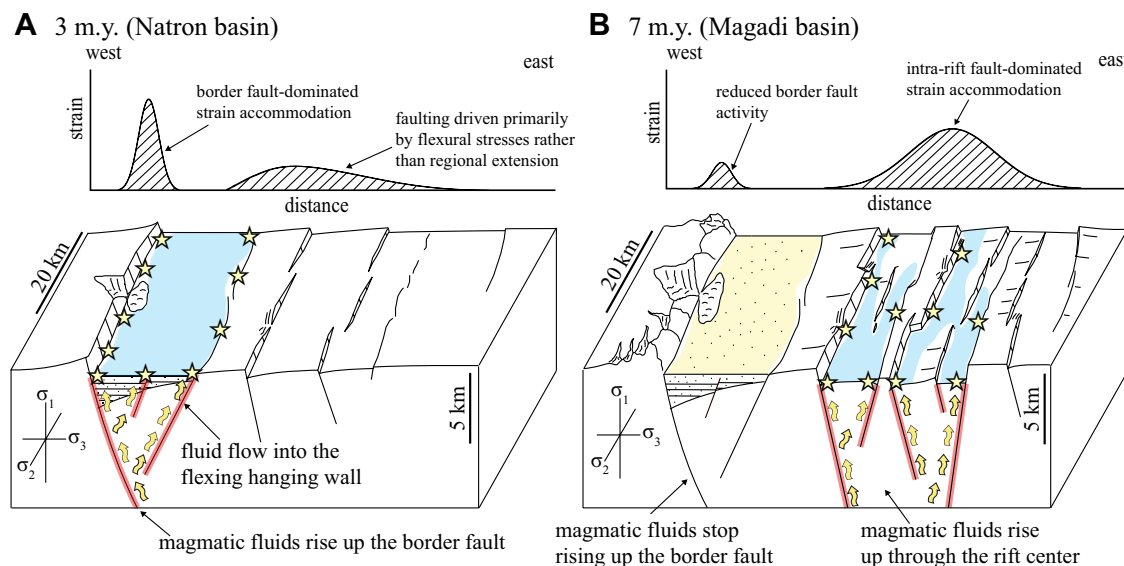 A 3 m.y. (Natron basin)
west
east
strain
border fault-dominated
strain accommodation
faulting driven primarily
by flexural stresses rather
than regional extension
distance
20 km
5 km
σ1
σ3
σ2
fluid flow into the
flexing hanging wall
magmatic fluids rise up the border fault
B 7 m.y. (Magadi basin)
west
east
strain
reduced border fault
activity
intra-rift fault-dominated
strain accommodation
distance
20 km
5 km
σ1
σ3
σ2
magmatic fluids stop
rising up the border fault
magmatic fluids rise
up through the rift center